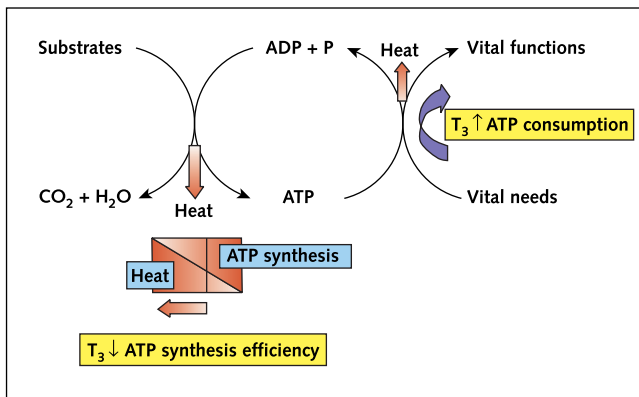 Substrates
ADP + P
Heat
Vital functions
T₃ ↑ ATP consumption
CO₂ + H₂O
Heat
ATP
Vital needs
ATP synthesis
Heat
T₃ ↓ ATP synthesis efficiency